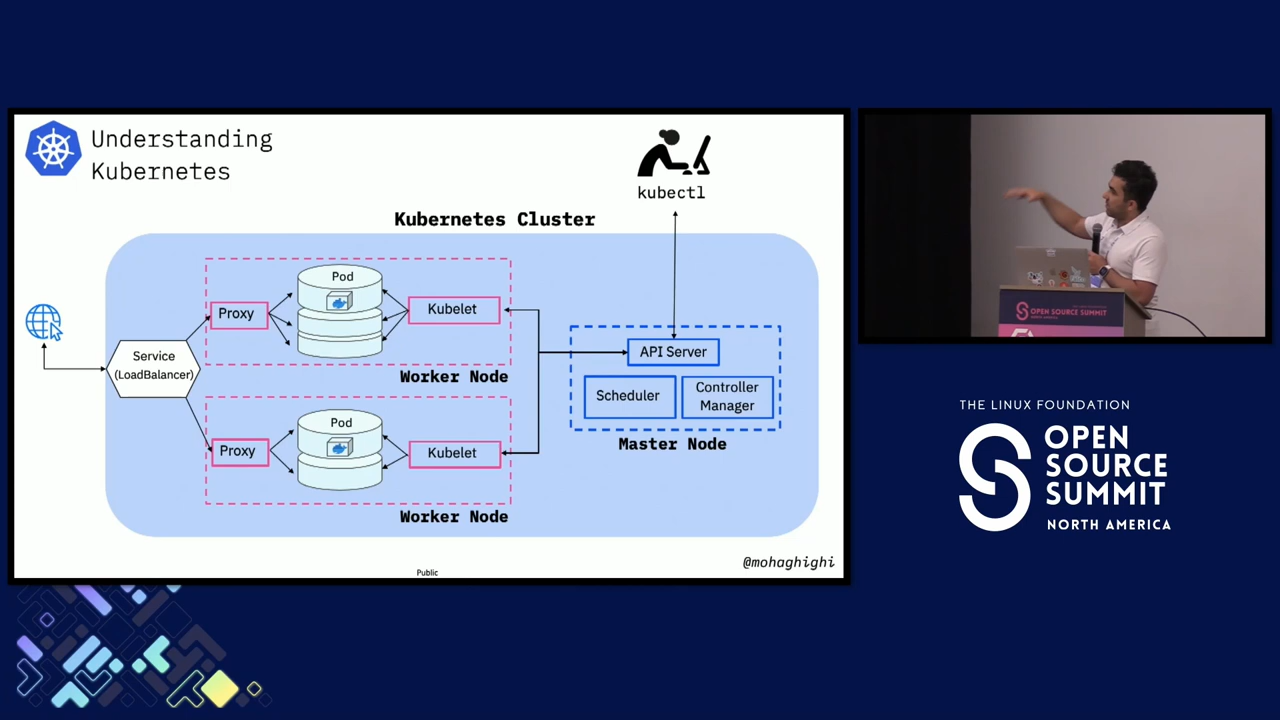 Understanding
Kubernetes
kubectl
Kubernetes Cluster
Pod
Proxy
Kubelet
Worker Node
Service
(LoadBalancer)
API Server
Scheduler
Controller
Manager
Master Node
Pod
Proxy
Kubelet
Worker Node
@mohaghighi
Public
OPEN SOURCE SUMMIT
THE LINUX FOUNDATION
OPEN
SOURCE
SUMMIT
NORTH AMERICA